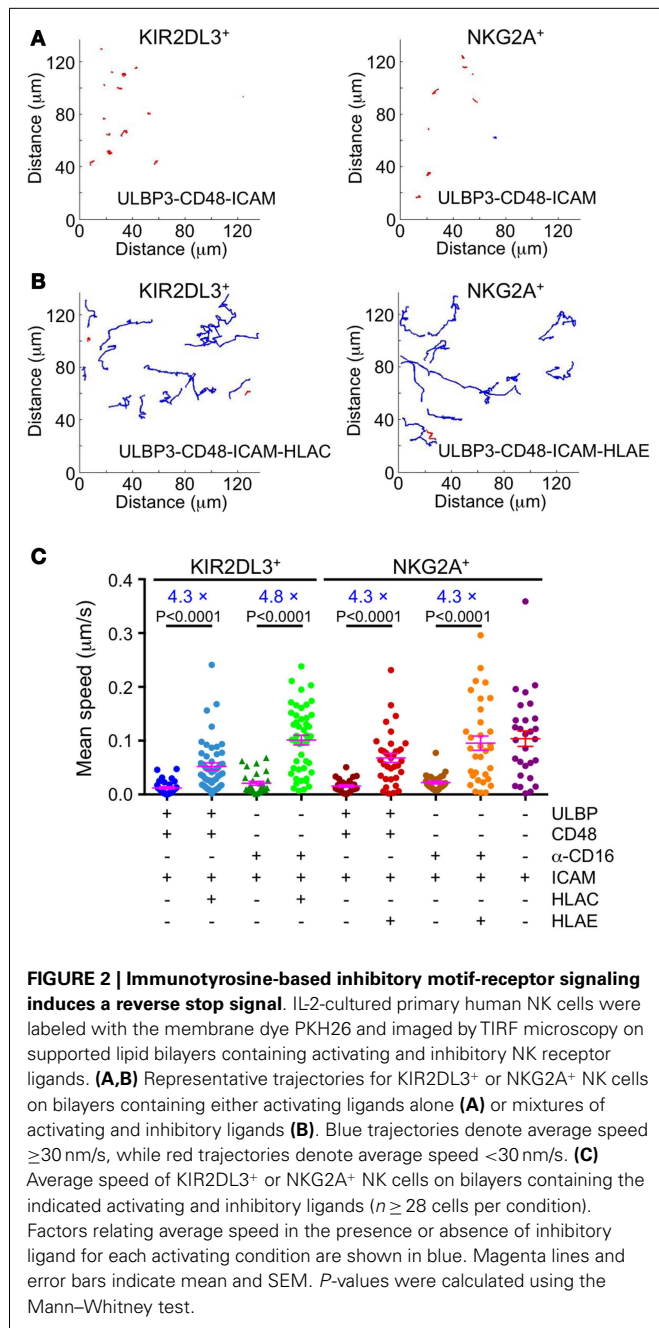 A
KIR2DL3+
NKG2A+
Distance (μm)
120
80
40
0
ULBP3-CD48-ICAM
0 40 80 120
Distance (μm)
Distance (μm)
120
80
40
0
ULBP3-CD48-ICAM
0 40 80 120
Distance (μm)
B
KIR2DL3+
NKG2A+
Distance (μm)
120
80
40
0
ULBP3-CD48-ICAM-HLAC
0 40 80 120
Distance (μm)
Distance (μm)
120
80
40
0
ULBP3-CD48-ICAM-HLAE
0 40 80 120
Distance (μm)
C
KIR2DL3+ NKG2A+
4.3 × 4.8 × 4.3 × 4.3 ×
P<0.0001 P<0.0001 P<0.0001 P<0.0001
Mean speed (μm/s)
0.4
0.3
0.2
0.1
0.0
+ + - - + + - - - ULBP
+ + - - + + - - - CD48
- - + + - - + + - α-CD16
+ + + + + + + + + ICAM
- + - + - - - - - HLAC
- - - - - + - + - HLAE
FIGURE 2 | Immunotyrosine-based inhibitory motif-receptor signaling
induces a reverse stop signal. IL-2-cultured primary human NK cells were
labeled with the membrane dye PKH26 and imaged by TIRF microscopy on
supported lipid bilayers containing activating and inhibitory NK receptor
ligands. (A,B) Representative trajectories for KIR2DL3+ or NKG2A+ NK cells
on bilayers containing either activating ligands alone (A) or mixtures of
activating and inhibitory ligands (B). Blue trajectories denote average speed
≥30 nm/s, while red trajectories denote average speed <30 nm/s. (C)
Average speed of KIR2DL3+ or NKG2A+ NK cells on bilayers containing the
indicated activating and inhibitory ligands (n ≥ 28 cells per condition).
Factors relating average speed in the presence or absence of inhibitory
ligand for each activating condition are shown in blue. Magenta lines and
error bars indicate mean and SEM. P-values were calculated using the
Mann–Whitney test.